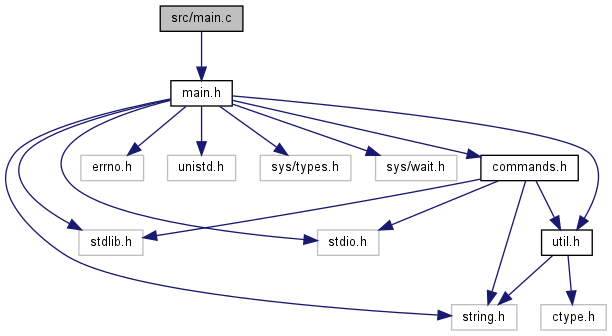 src/main.c
main.h
errno.h
unistd.h
sys/types.h
sys/wait.h
commands.h
stdlib.h
stdio.h
util.h
string.h
ctype.h